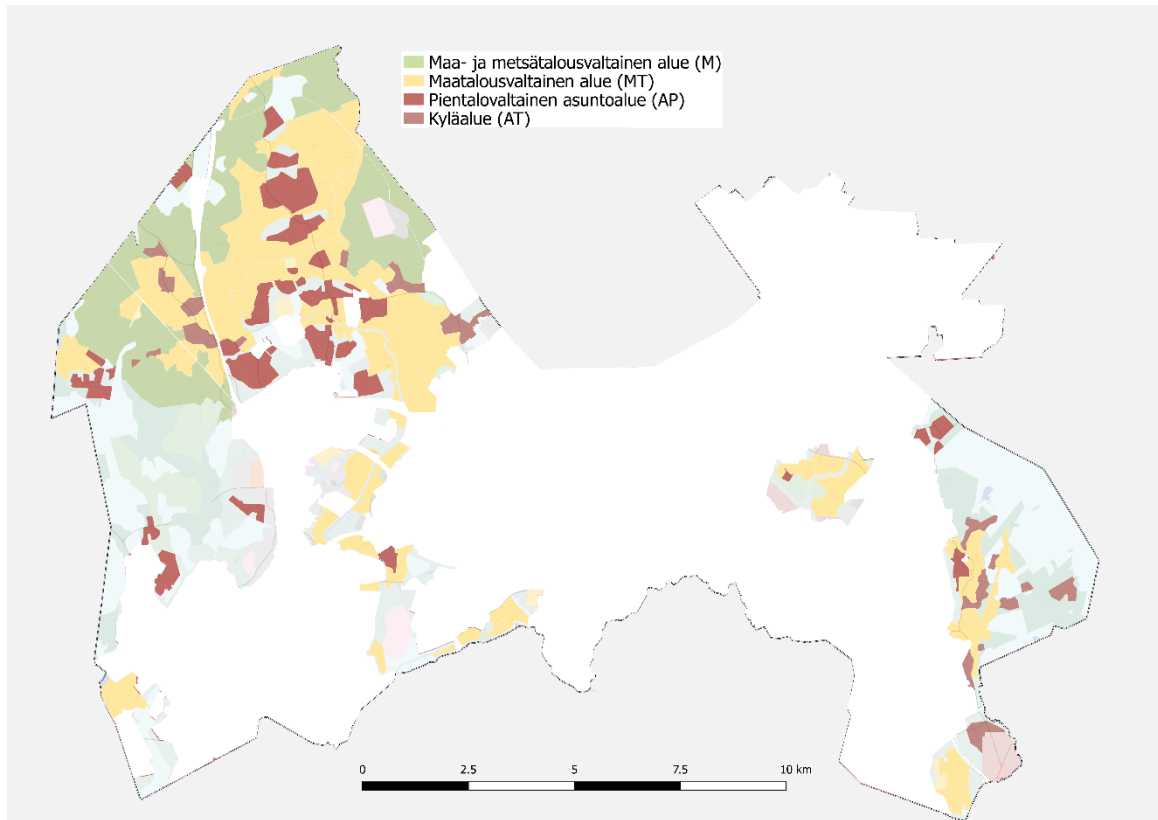 Maa- ja metsätalousvaltainen alue (M)
Maatalousvaltainen alue (MT)
Pientalovaltainen asuntoalue (AP)
Kyläalue (AT)
0 2.5 5 7.5 10 km